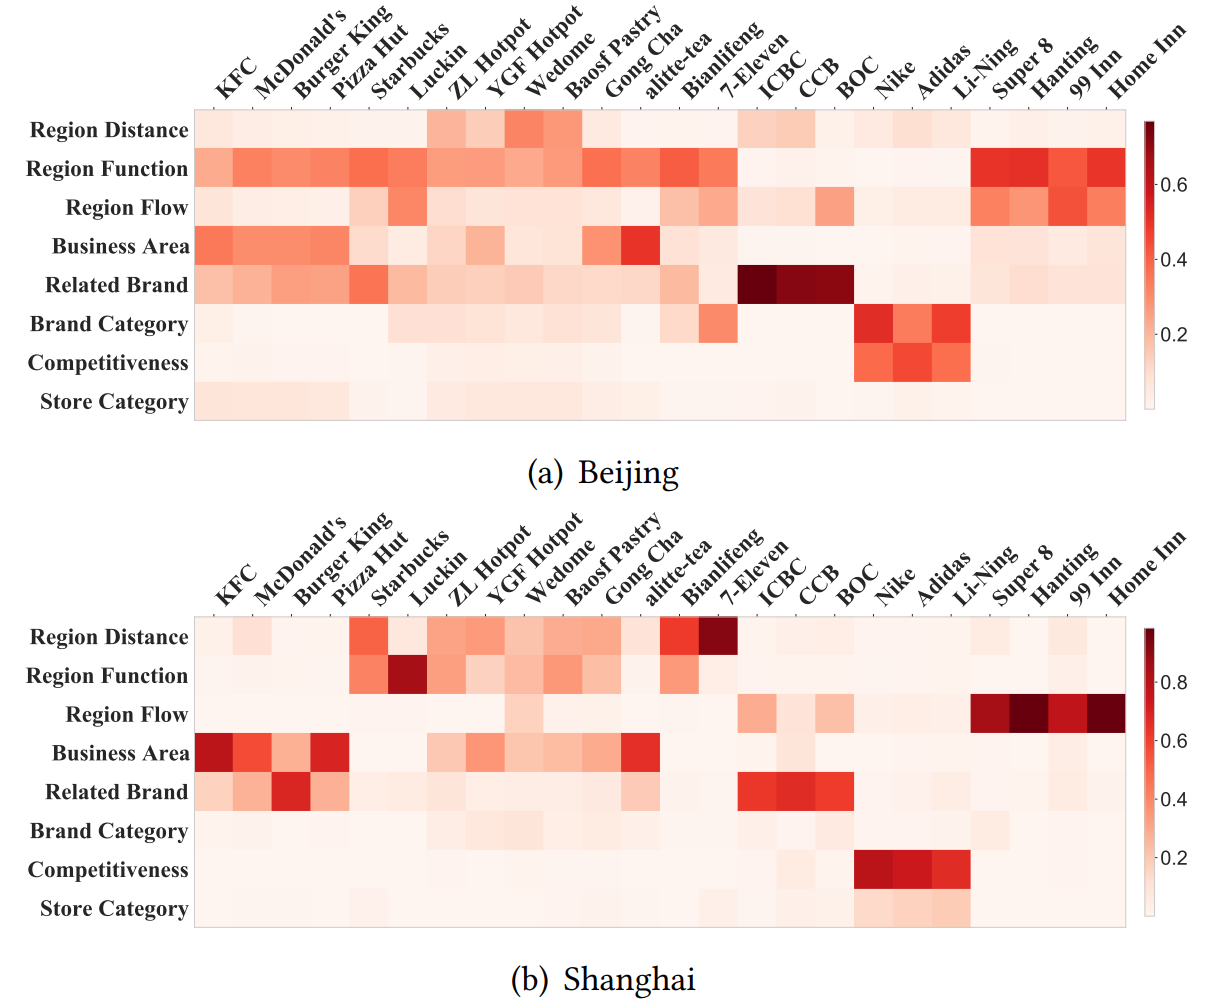 KFC
McDonald's
Burger King
Pizza Hut
Starbucks
Luckin
ZL Hotpot
YGF Hotpot
Wedome
Baosf Pastry
Gong Cha
alitte-tea
Bianlifeng
7-Eleven
ICBC
CCB
BOC
Nike
Adidas
Li-Ning
Super 8
Hanting
99 Inn
Home Inn
Region Distance
Region Function
Region Flow
Business Area
Related Brand
Brand Category
Competitiveness
Store Category
0.6
0.4
0.2
(a) Beijing
KFC
McDonald's
Burger King
Pizza Hut
Starbucks
Luckin
ZL Hotpot
YGF Hotpot
Wedome
Baosf Pastry
Gong Cha
alitte-tea
Bianlifeng
7-Eleven
ICBC
CCB
BOC
Nike
Adidas
Li-Ning
Super 8
Hanting
99 Inn
Home Inn
Region Distance
Region Function
Region Flow
Business Area
Related Brand
Brand Category
Competitiveness
Store Category
0.8
0.6
0.4
0.2
(b) Shanghai